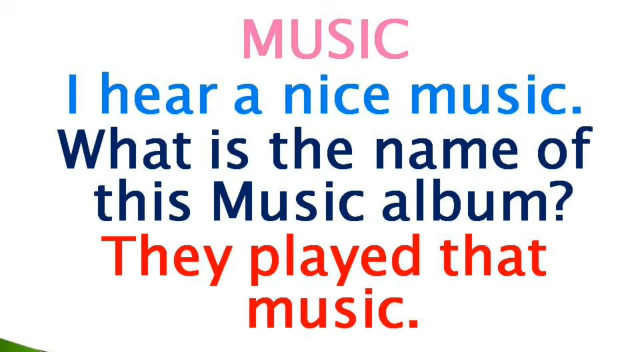 MUSIC
I hear a nice music.
What is the name of
this Music album?
They played that
music.